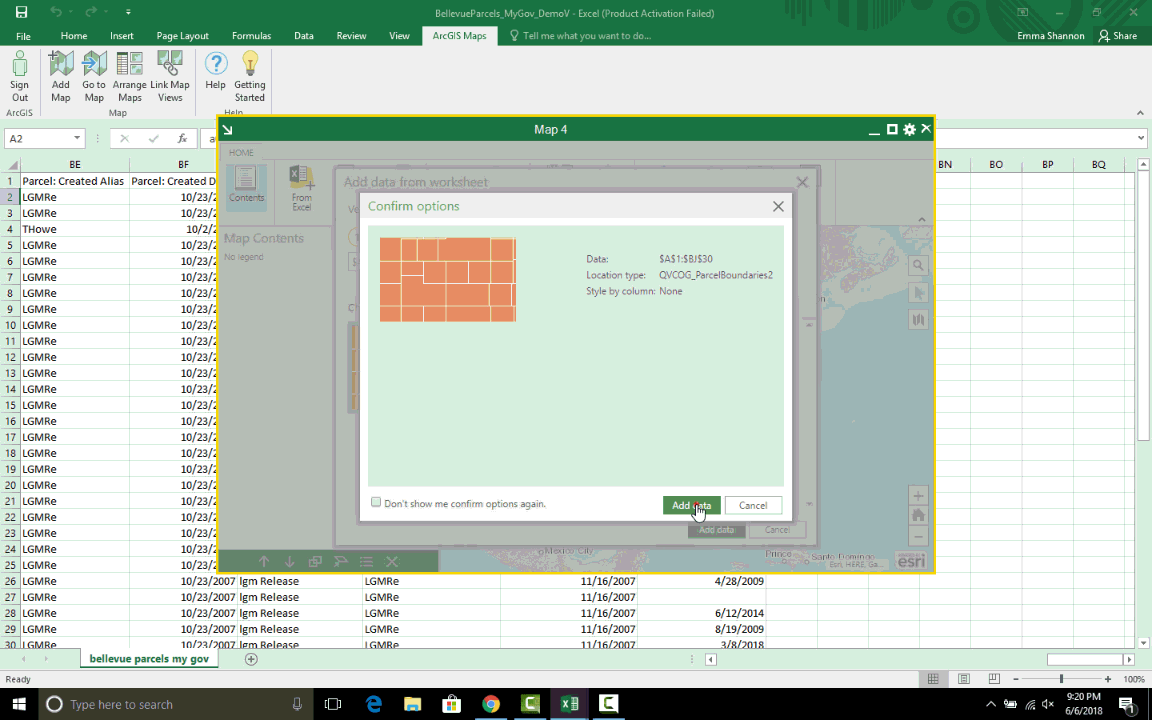 BellevueParcels_MyGov_DemoV - Excel (Product Activation Failed)
File Home Insert Page Layout Formulas Data Review View ArcGIS Maps Tell me what you want to do... Emma Shannon Share
Sign Out
Add Map
Go to Map
Arrange Maps
Link Map Views
Help
Getting Started
ArcGIS Map Help
A2 fx
Map 4
BE BF BN BO BP BQ
HOME
Contents
From Excel
Add data from worksheet
Map Contents
No legend
Confirm options
Data: $A$1:$BJ$30
Location type: QVCOG_ParcelBoundaries2
Style by column: None
Don't show me confirm options again.
Add data Cancel
Add data Cancel
Mexico City
Santo Domingo
Esri, HERE, Ga...
esri
1 Parcel: Created Alias Parcel: Created D
2 LGMRe 10/23/2
3 LGMRe 10/23/2
4 THowe 10/2/2
5 LGMRe 10/23/2
6 LGMRe 10/23/2
7 LGMRe 10/23/2
8 LGMRe 10/23/2
9 LGMRe 10/23/2
10 LGMRe 10/23/2
11 LGMRe 10/23/2
12 LGMRe 10/23/2
13 LGMRe 10/23/2
14 LGMRe 10/23/2
15 LGMRe 10/23/2
16 LGMRe 10/23/2
17 LGMRe 10/23/2
18 LGMRe 10/23/2
19 LGMRe 10/23/2
20 LGMRe 10/23/2
21 LGMRe 10/23/2
22 LGMRe 10/23/2
23 LGMRe 10/23/2
24 LGMRe 10/23/2
25 LGMRe 10/23/2
26 LGMRe 10/23/2007 lgm Release LGMRe 11/16/2007 4/28/2009
27 LGMRe 10/23/2007 lgm Release LGMRe 11/16/2007
28 LGMRe 10/23/2007 lgm Release LGMRe 11/16/2007 6/12/2014
29 LGMRe 10/23/2007 lgm Release LGMRe 11/16/2007 8/19/2009
30 LGMRe 10/23/2007 lgm Release LGMRe 11/16/2007 3/8/2018
bellevue parcels my gov
Ready 100%
Type here to search
9:20 PM
6/6/2018
1